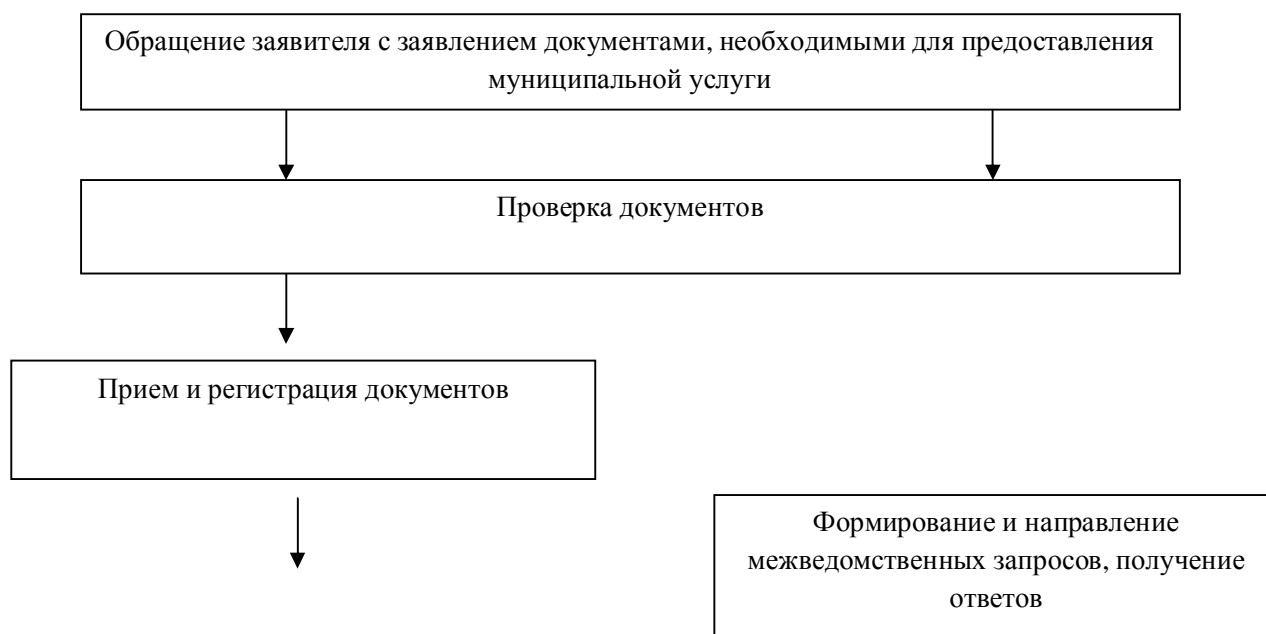 Обращение заявителя с заявлением документами, необходимыми для предоставления
муниципальной услуги
Проверка документов
Прием и регистрация документов
Формирование и направление
межведомственных запросов, получение
ответов